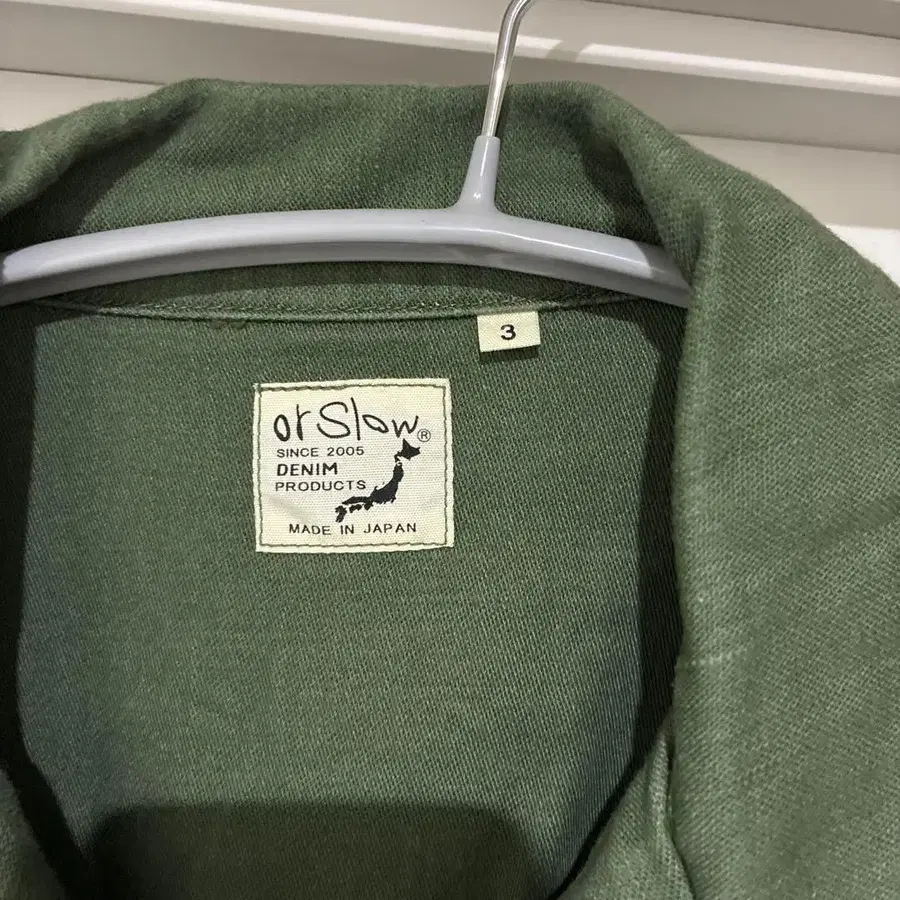 3
orSlow®
SINCE 2005
DENIM
PRODUCTS
MADE IN JAPAN